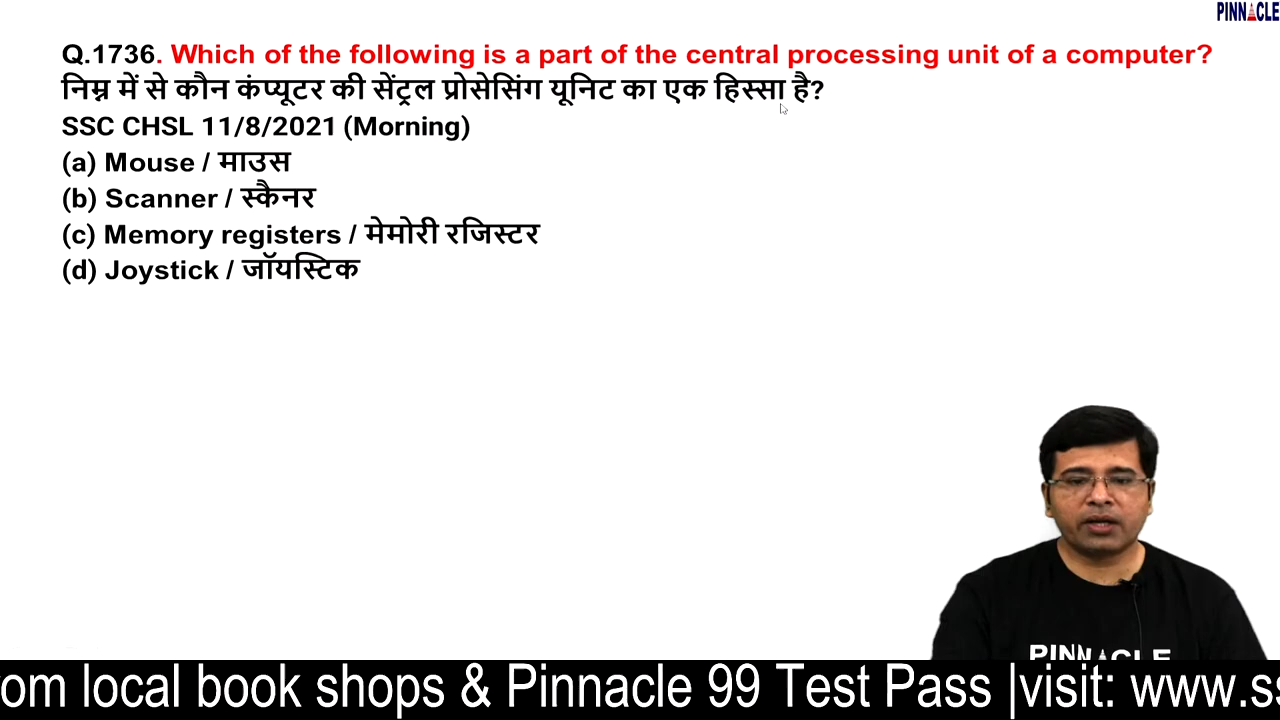 PINNACLE
Q.1736. Which of the following is a part of the central processing unit of a computer?
निम्न में से कौन कंप्यूटर की सेंट्रल प्रोसेसिंग यूनिट का एक हिस्सा है?
SSC CHSL 11/8/2021 (Morning)
(a) Mouse / माउस
(b) Scanner / स्कैनर
(c) Memory registers / मेमोरी रजिस्टर
(d) Joystick / जॉयस्टिक
PINNACLE
om local book shops & Pinnacle 99 Test Pass |visit: www.ss